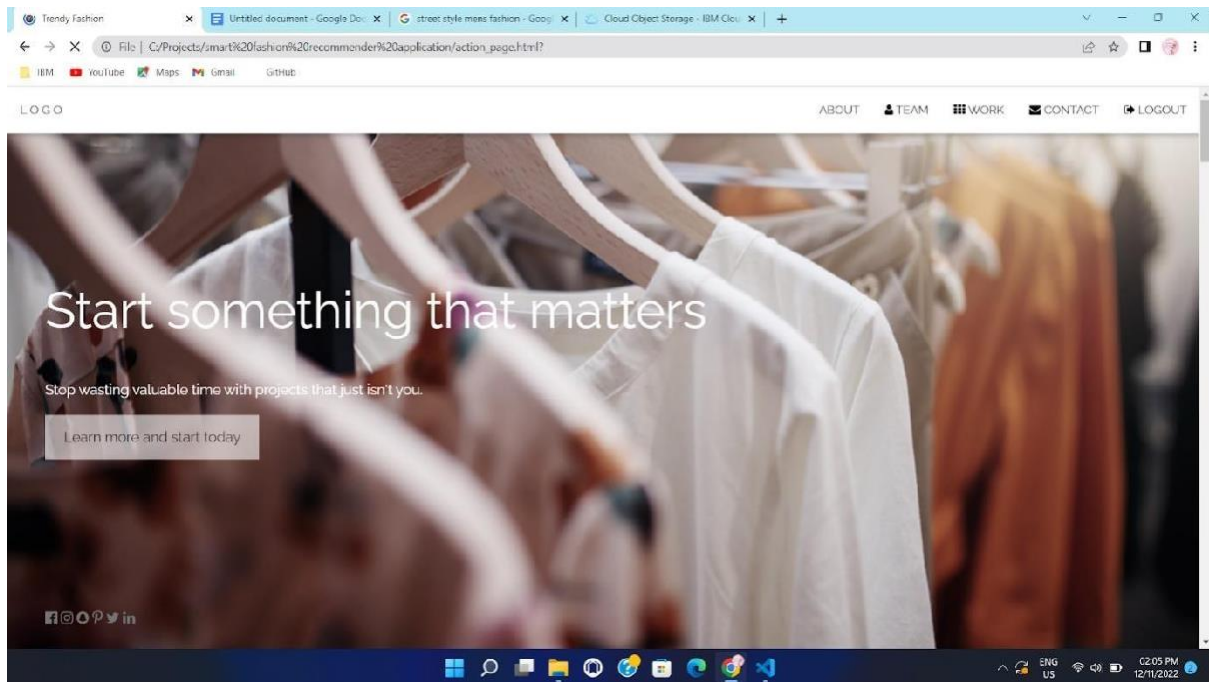 Trendy Fashion
Untitled document - Google Doc
street style mens fashion - Goog
Cloud Object Storage - IBM Clou
File | C:/Projects/smart%20fashion%20recommender%20application/action_page.html?
IBM
YouTube
Maps
Gmail
GitHub
LOGO
ABOUT
TEAM
WORK
CONTACT
LOGOUT
Start something that matters
Stop wasting valuable time with projects that just isn't you.
Learn more and start today
ENG
US
02:05 PM
12/11/2022
2